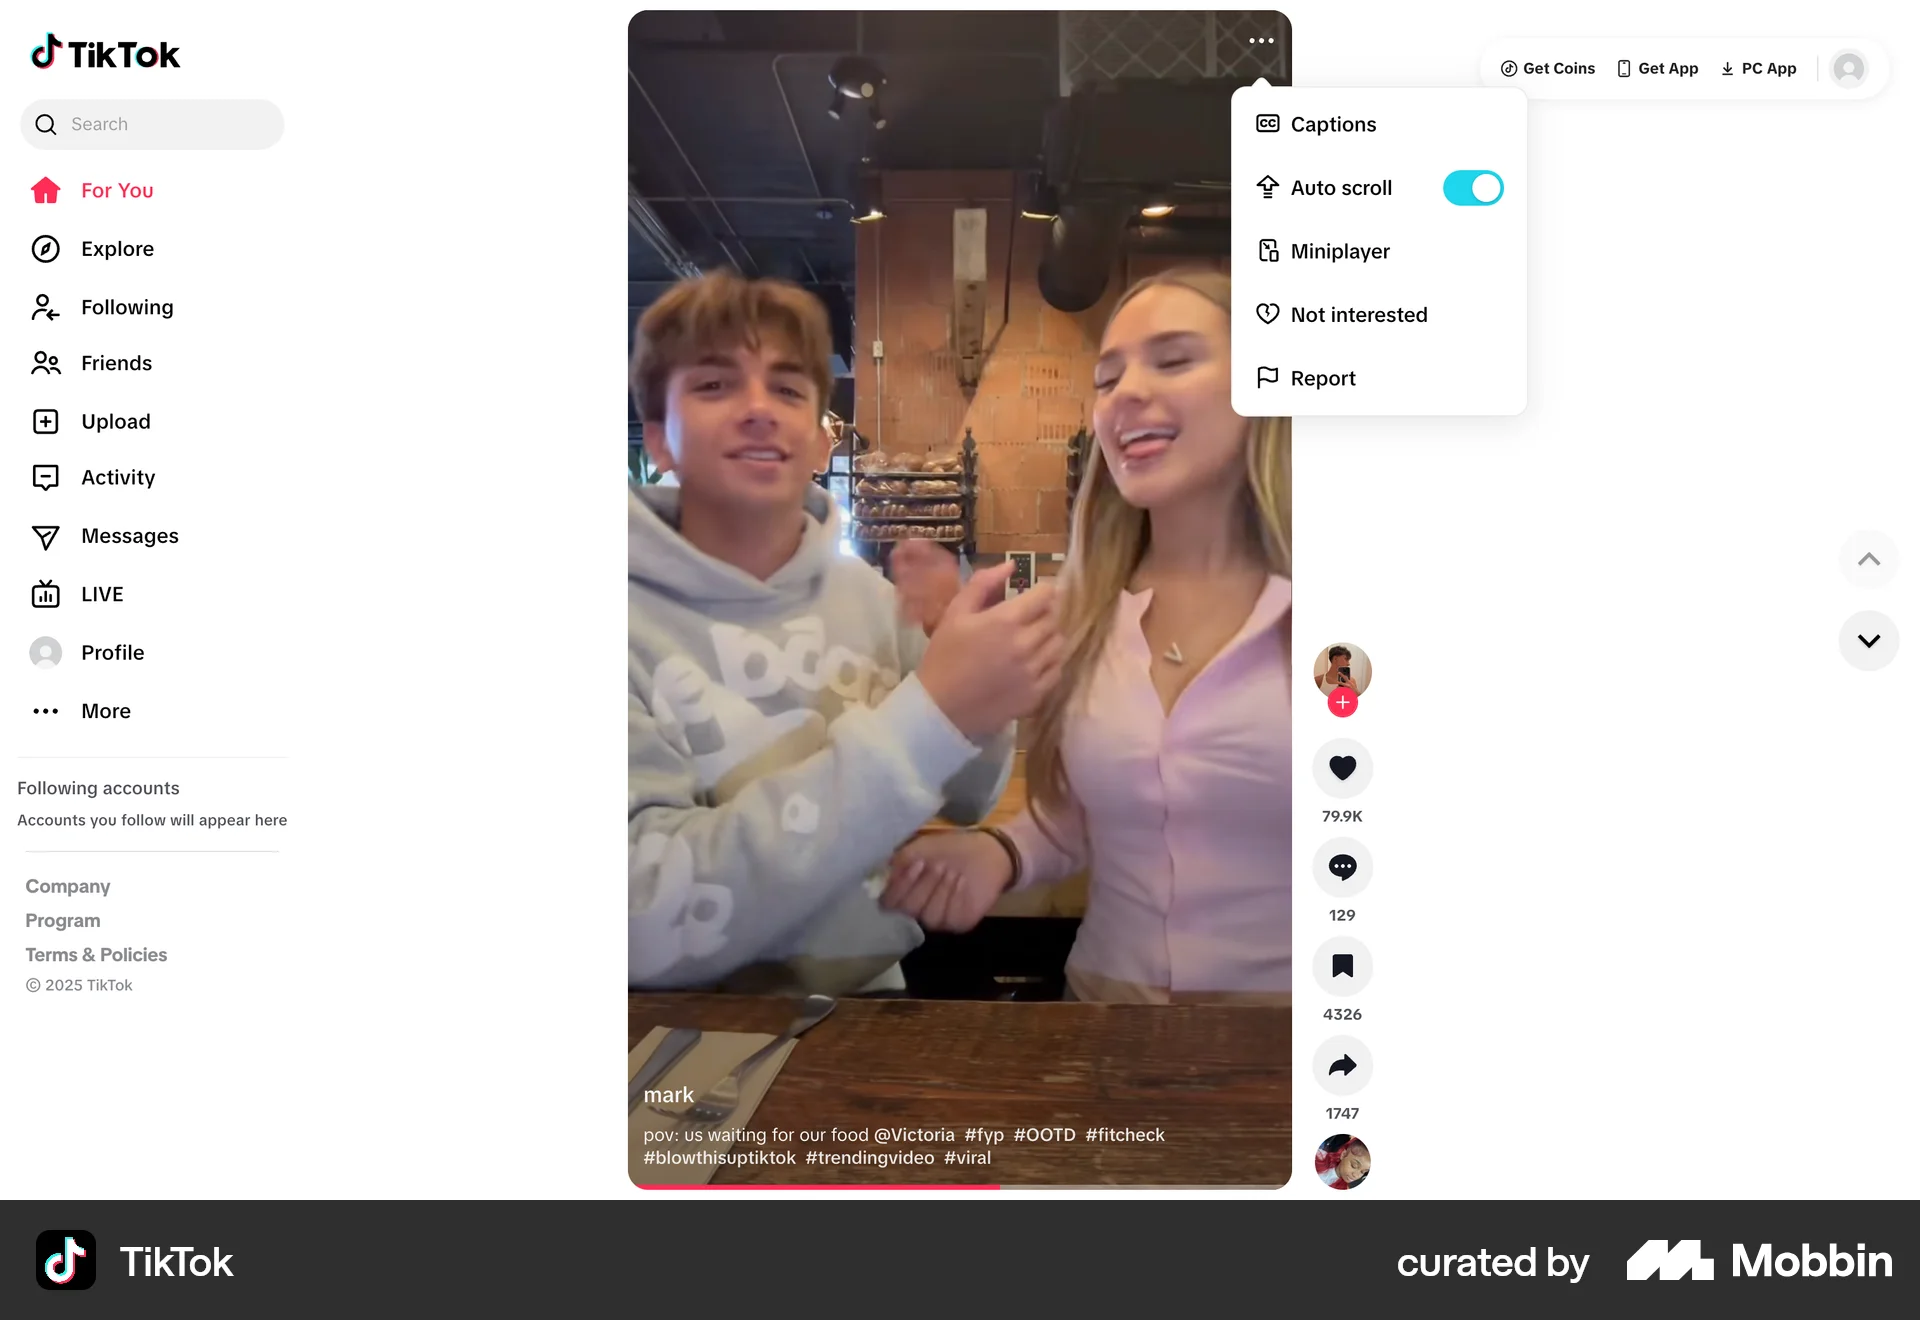 TikTok
Search
For You
Explore
Following
Friends
Upload
Activity
Messages
LIVE
Profile
More
Following accounts
Accounts you follow will appear here
Company
Program
Terms & Policies
© 2025 TikTok
mark
pov: us waiting for our food @Victoria #fyp #OOTD #fitcheck
#blowthisuptiktok #trendingvideo #viral
Get Coins
Get App
PC App
CC Captions
Auto scroll
Miniplayer
Not interested
Report
79.9K
129
4326
1747
TikTok
curated by Mobbin